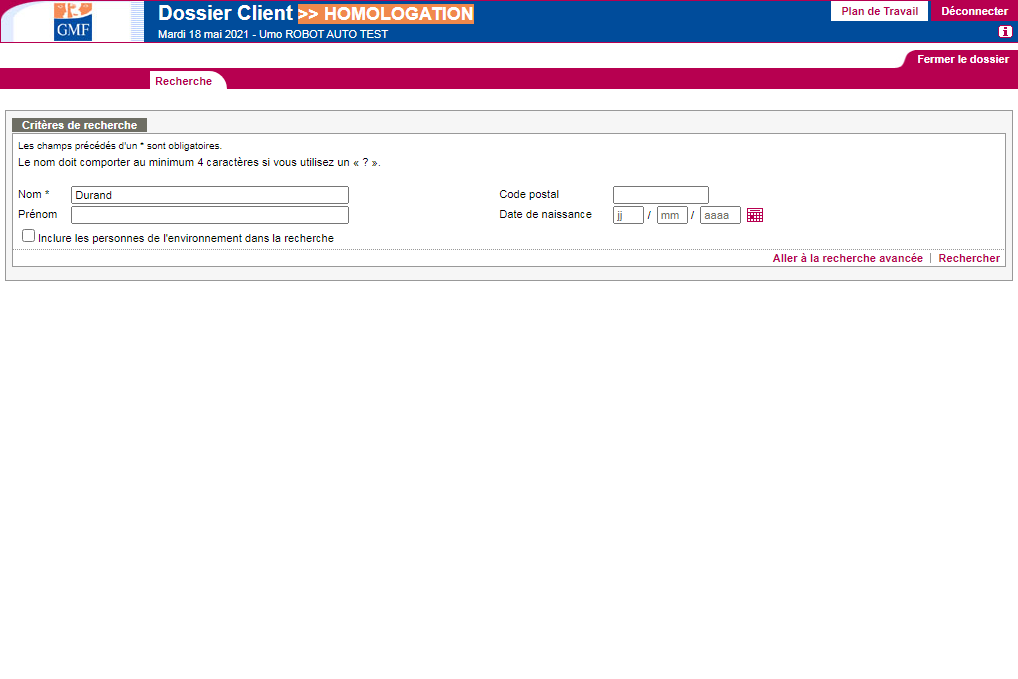 GMF
Dossier Client >> HOMOLOGATION
Mardi 18 mai 2021 - Umo ROBOT AUTO TEST
Plan de Travail
Déconnecter
i
Fermer le dossier
Recherche
Critères de recherche
Les champs précédés d'un * sont obligatoires.
Le nom doit comporter au minimum 4 caractères si vous utilisez un « ? ».
Nom * Durand
Code postal
Prénom
Date de naissance jj / mm / aaaa
Inclure les personnes de l'environnement dans la recherche
Aller à la recherche avancée | Rechercher